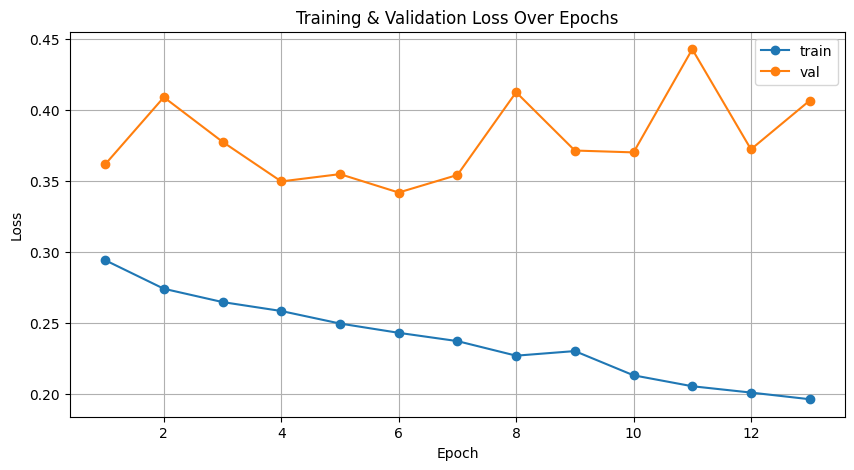 Training & Validation Loss Over Epochs
train
val
0.45
0.40
0.35
0.30
0.25
0.20
Loss
2 4 6 8 10 12
Epoch